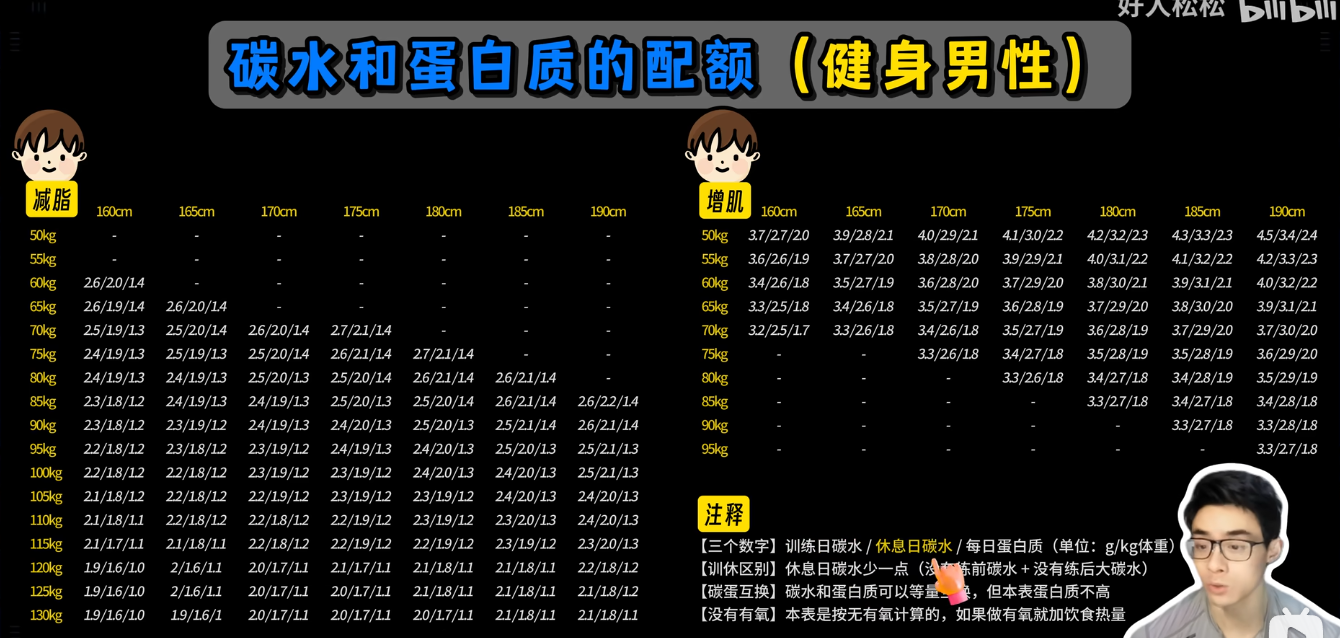 好人松松 bilibili
碳水和蛋白质的配额（健身男性）
减脂
160cm 165cm 170cm 175cm 180cm 185cm 190cm
50kg - - - - - - -
55kg - - - - - - -
60kg 2.6/2.0/1.4 - - - - - -
65kg 2.6/1.9/1.4 2.6/2.0/1.4 - - - - -
70kg 2.5/1.9/1.3 2.5/2.0/1.4 2.6/2.0/1.4 2.7/2.1/1.4 - - -
75kg 2.4/1.9/1.3 2.5/1.9/1.3 2.5/2.0/1.4 2.6/2.1/1.4 2.7/2.1/1.4 - -
80kg 2.4/1.9/1.3 2.4/1.9/1.3 2.5/2.0/1.3 2.5/2.0/1.4 2.6/2.1/1.4 2.6/2.1/1.4 -
85kg 2.3/1.8/1.2 2.4/1.9/1.3 2.4/1.9/1.3 2.5/2.0/1.3 2.5/2.0/1.4 2.6/2.1/1.4 2.6/2.2/1.4
90kg 2.3/1.8/1.2 2.3/1.9/1.2 2.4/1.9/1.3 2.4/2.0/1.3 2.5/2.0/1.3 2.5/2.1/1.4 2.6/2.1/1.4
95kg 2.2/1.8/1.2 2.3/1.8/1.2 2.3/1.9/1.2 2.4/1.9/1.3 2.4/2.0/1.3 2.5/2.0/1.3 2.5/2.1/1.3
100kg 2.2/1.8/1.2 2.2/1.8/1.2 2.3/1.9/1.2 2.3/1.9/1.2 2.4/2.0/1.3 2.4/2.0/1.3 2.5/2.1/1.3
105kg 2.1/1.8/1.2 2.2/1.8/1.2 2.2/1.9/1.2 2.3/1.9/1.2 2.3/1.9/1.2 2.4/2.0/1.3 2.4/2.0/1.3
110kg 2.1/1.8/1.1 2.2/1.8/1.2 2.2/1.8/1.2 2.2/1.9/1.2 2.3/1.9/1.2 2.3/2.0/1.3 2.4/2.0/1.3
115kg 2.1/1.7/1.1 2.1/1.8/1.1 2.2/1.8/1.2 2.2/1.9/1.2 2.2/1.9/1.2 2.3/1.9/1.2 2.3/2.0/1.3
120kg 1.9/1.6/1.0 2/1.6/1.1 2.0/1.7/1.1 2.1/1.7/1.1 2.1/1.8/1.1 2.1/1.8/1.2 2.2/1.8/1.2
125kg 1.9/1.6/1.0 2/1.6/1.1 2.0/1.7/1.1 2.0/1.7/1.1 2.1/1.8/1.1 2.1/1.8/1.1 2.1/1.8/1.2
130kg 1.9/1.6/1.0 1.9/1.6/1 2.0/1.7/1.1 2.0/1.7/1.1 2.0/1.7/1.1 2.1/1.8/1.1 2.1/1.8/1.1
增肌
160cm 165cm 170cm 175cm 180cm 185cm 190cm
50kg 3.7/2.7/2.0 3.9/2.8/2.1 4.0/2.9/2.1 4.1/3.0/2.2 4.2/3.2/2.3 4.3/3.3/2.3 4.5/3.4/2.4
55kg 3.6/2.6/1.9 3.7/2.7/2.0 3.8/2.8/2.0 3.9/2.9/2.1 4.0/3.1/2.2 4.1/3.2/2.2 4.2/3.3/2.3
60kg 3.4/2.6/1.8 3.5/2.7/1.9 3.6/2.8/2.0 3.7/2.9/2.0 3.8/3.0/2.1 3.9/3.1/2.1 4.0/3.2/2.2
65kg 3.3/2.5/1.8 3.4/2.6/1.8 3.5/2.7/1.9 3.6/2.8/1.9 3.7/2.9/2.0 3.8/3.0/2.0 3.9/3.1/2.1
70kg 3.2/2.5/1.7 3.3/2.6/1.8 3.4/2.6/1.8 3.5/2.7/1.9 3.6/2.8/1.9 3.7/2.9/2.0 3.7/3.0/2.0
75kg - - 3.3/2.6/1.8 3.4/2.7/1.8 3.5/2.8/1.9 3.5/2.8/1.9 3.6/2.9/2.0
80kg - - - 3.3/2.6/1.8 3.4/2.7/1.8 3.4/2.8/1.9 3.5/2.9/1.9
85kg - - - - 3.3/2.7/1.8 3.4/2.7/1.8 3.4/2.8/1.8
90kg - - - - - 3.3/2.7/1.8 3.3/2.8/1.8
95kg - - - - - - 3.3/2.7/1.8
注释
【三个数字】训练日碳水 / 休息日碳水 / 每日蛋白质（单位：g/kg体重）
【训休区别】休息日碳水少一点（没有练前碳水 + 没有练后大碳水）
【碳蛋互换】碳水和蛋白质可以等量互换，但本表蛋白质不高
【没有有氧】本表是按无有氧计算的，如果做有氧就加饮食热量